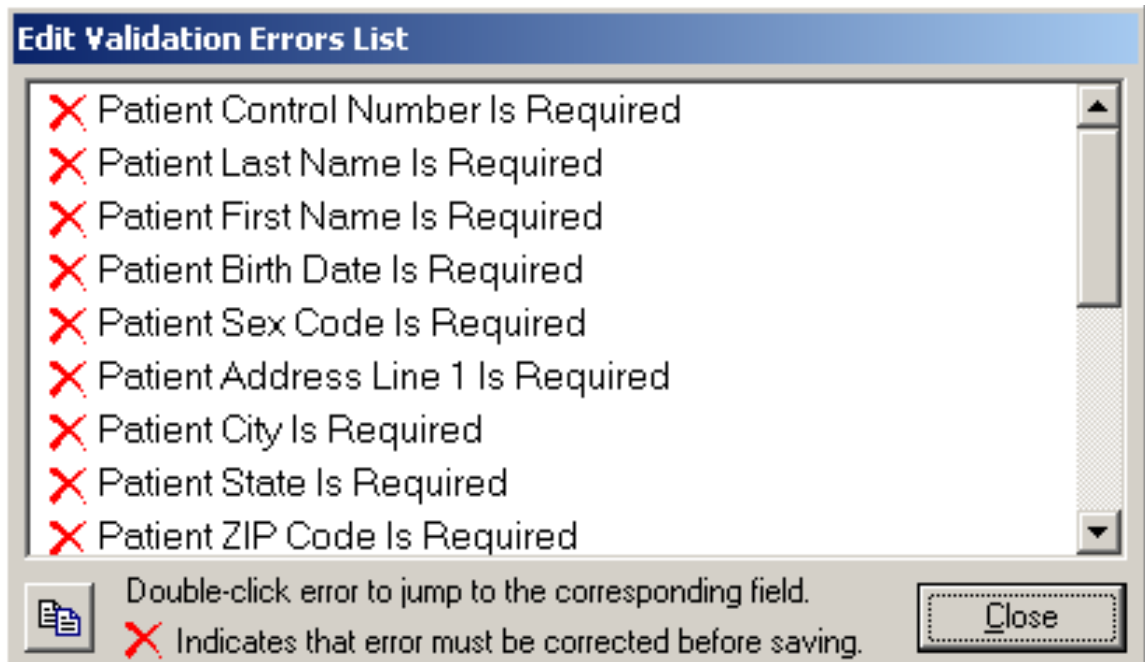 Edit Validation Errors List
Patient Control Number Is Required
Patient Last Name Is Required
Patient First Name Is Required
Patient Birth Date Is Required
Patient Sex Code Is Required
Patient Address Line 1 Is Required
Patient City Is Required
Patient State Is Required
Patient ZIP Code Is Required
Double-click error to jump to the corresponding field.
Indicates that error must be corrected before saving.
Close